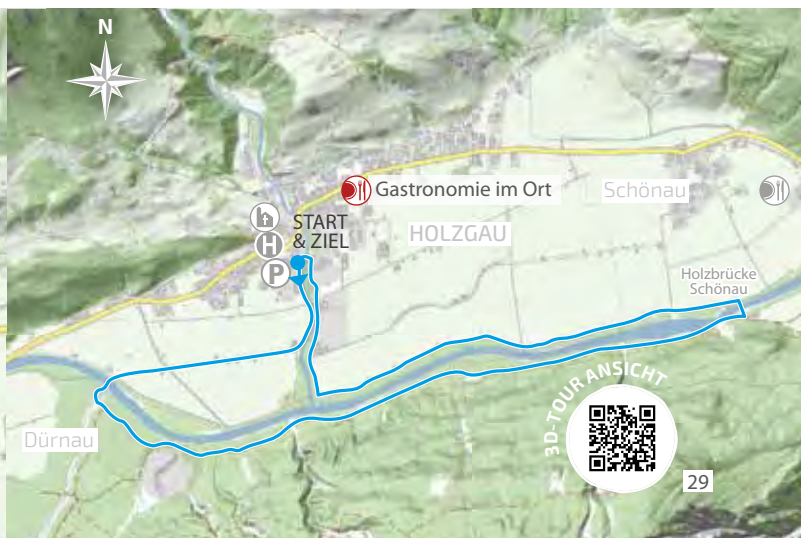 N
Gastronomie im Ort
Schönau
START
& ZIEL
HOLZGAU
H
P
Holzbrücke
Schönau
3D-TOUR ANSICHT
Dürnau
29